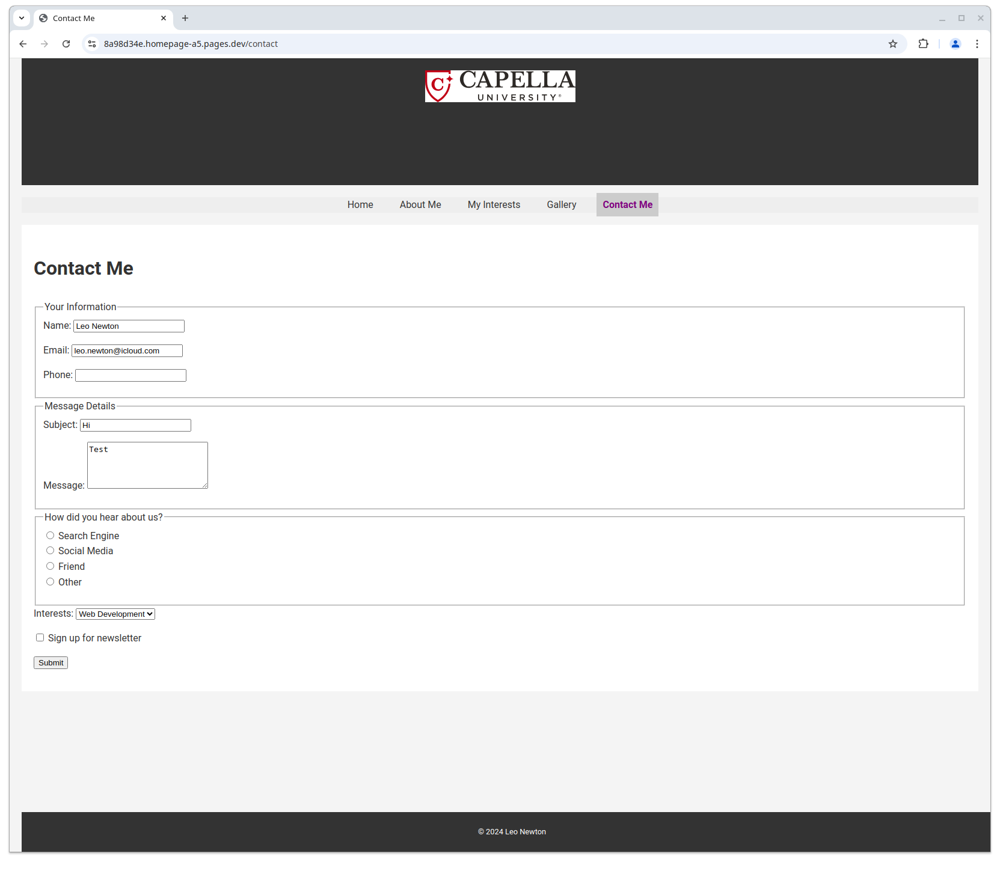 Contact Me
8a98d34e.homepage-a5.pages.dev/contact
C CAPELLA
UNIVERSITY®
Home About Me My Interests Gallery Contact Me
Contact Me
Your Information
Name: Leo Newton
Email: leo.newton@icloud.com
Phone:
Message Details
Subject: Hi
Test
Message:
How did you hear about us?
Search Engine
Social Media
Friend
Other
Interests: Web Development
Sign up for newsletter
Submit
© 2024 Leo Newton